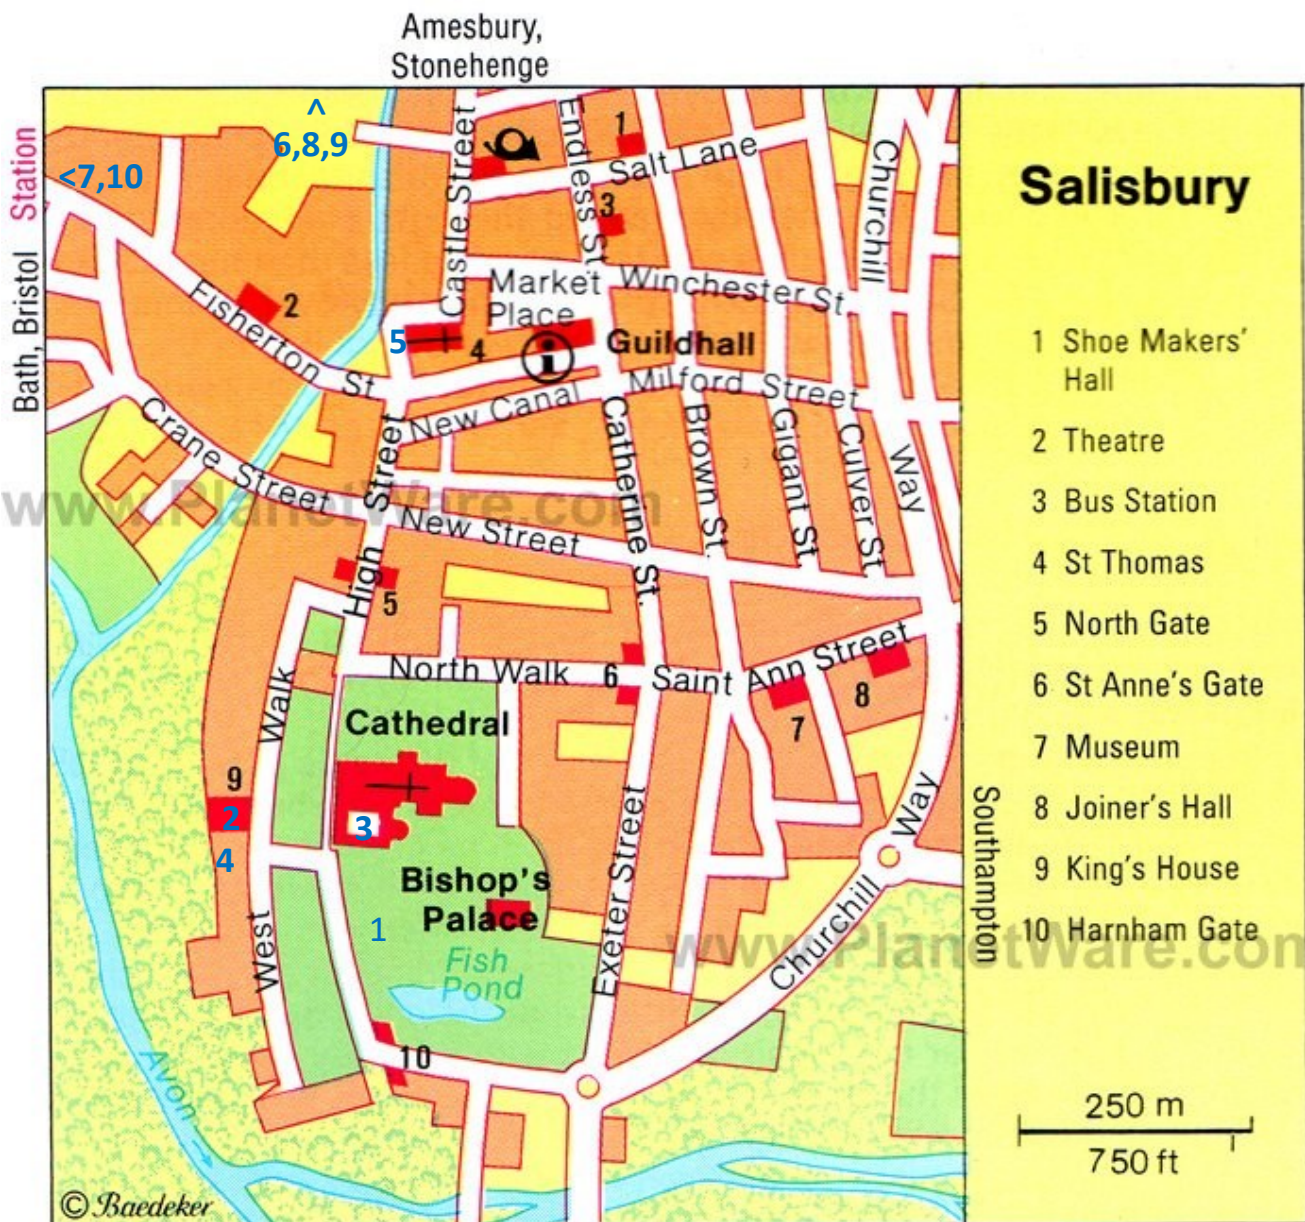 Amesbury,
Stonehenge
Station
Bath, Bristol
^
6,8,9
<7,10
Castle Street
Endless St.
1
Salt Lane
3
Churchill
Market
Place
Winchester St.
2
Fisherton St.
5
4
i
Guildhall
Milford Street
New Canal
Crane Street
High Street
Catherine St.
Brown St.
Gigant St.
Culver St.
Way
www.PlanetWare.com
New Street
High
5
North Walk
6
Saint Ann Street
8
7
Walk
Cathedral
9
2
3
4
Bishop's
Palace
1
Fish
Pond
West
Exeter Street
Churchill Way
10
Avon
© Baedeker
Southampton
Salisbury
1 Shoe Makers'
Hall
2 Theatre
3 Bus Station
4 St Thomas
5 North Gate
6 St Anne's Gate
7 Museum
8 Joiner's Hall
9 King's House
10 Harnham Gate
www.PlanetWare.com
250 m
750 ft